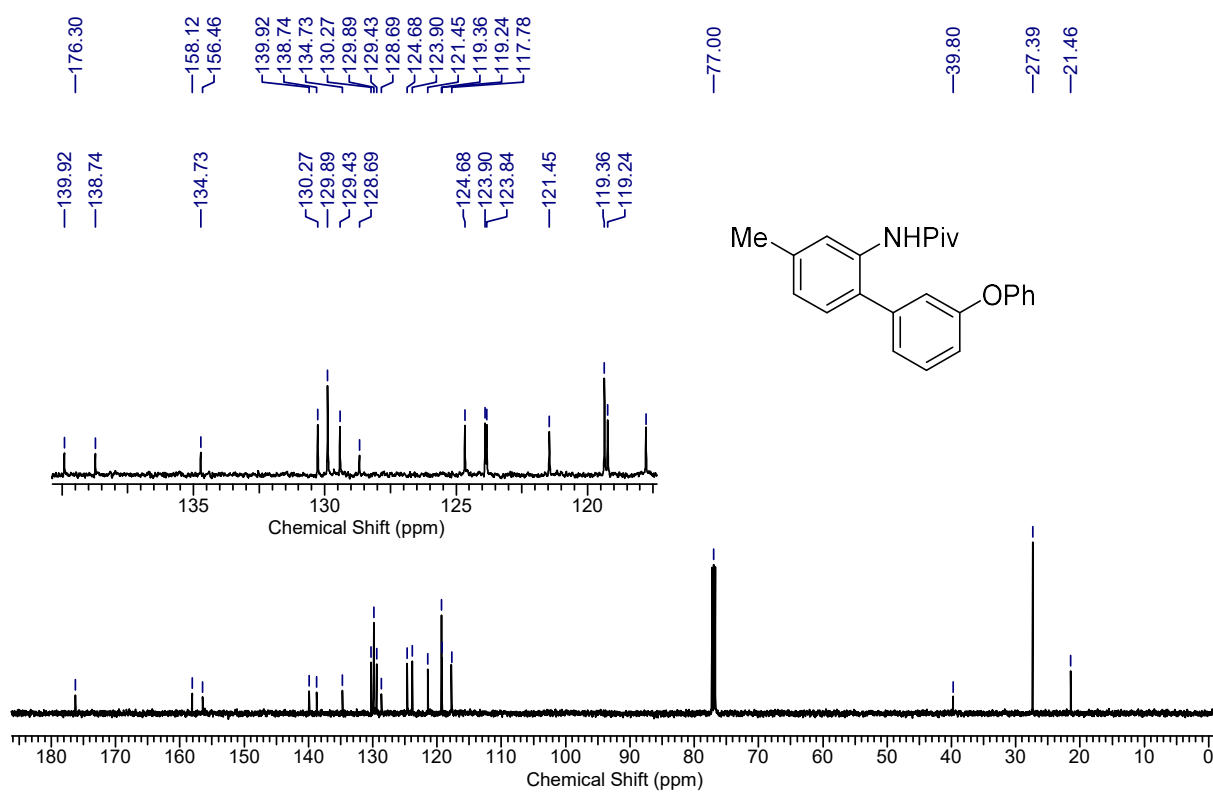 176.30 158.12 156.46 139.92 138.74 134.73 130.27 129.89 129.43 128.69 124.68 123.90 121.45 119.36 119.24 117.78 77.00 39.80 27.39 21.46
139.92 138.74 134.73 130.27 129.89 129.43 128.69 124.68 123.90 123.84 121.45 119.36 119.24
Me NHPiv
OPh
135 130 125 120
Chemical Shift (ppm)
180 170 160 150 140 130 120 110 100 90 80 70 60 50 40 30 20 10 0
Chemical Shift (ppm)